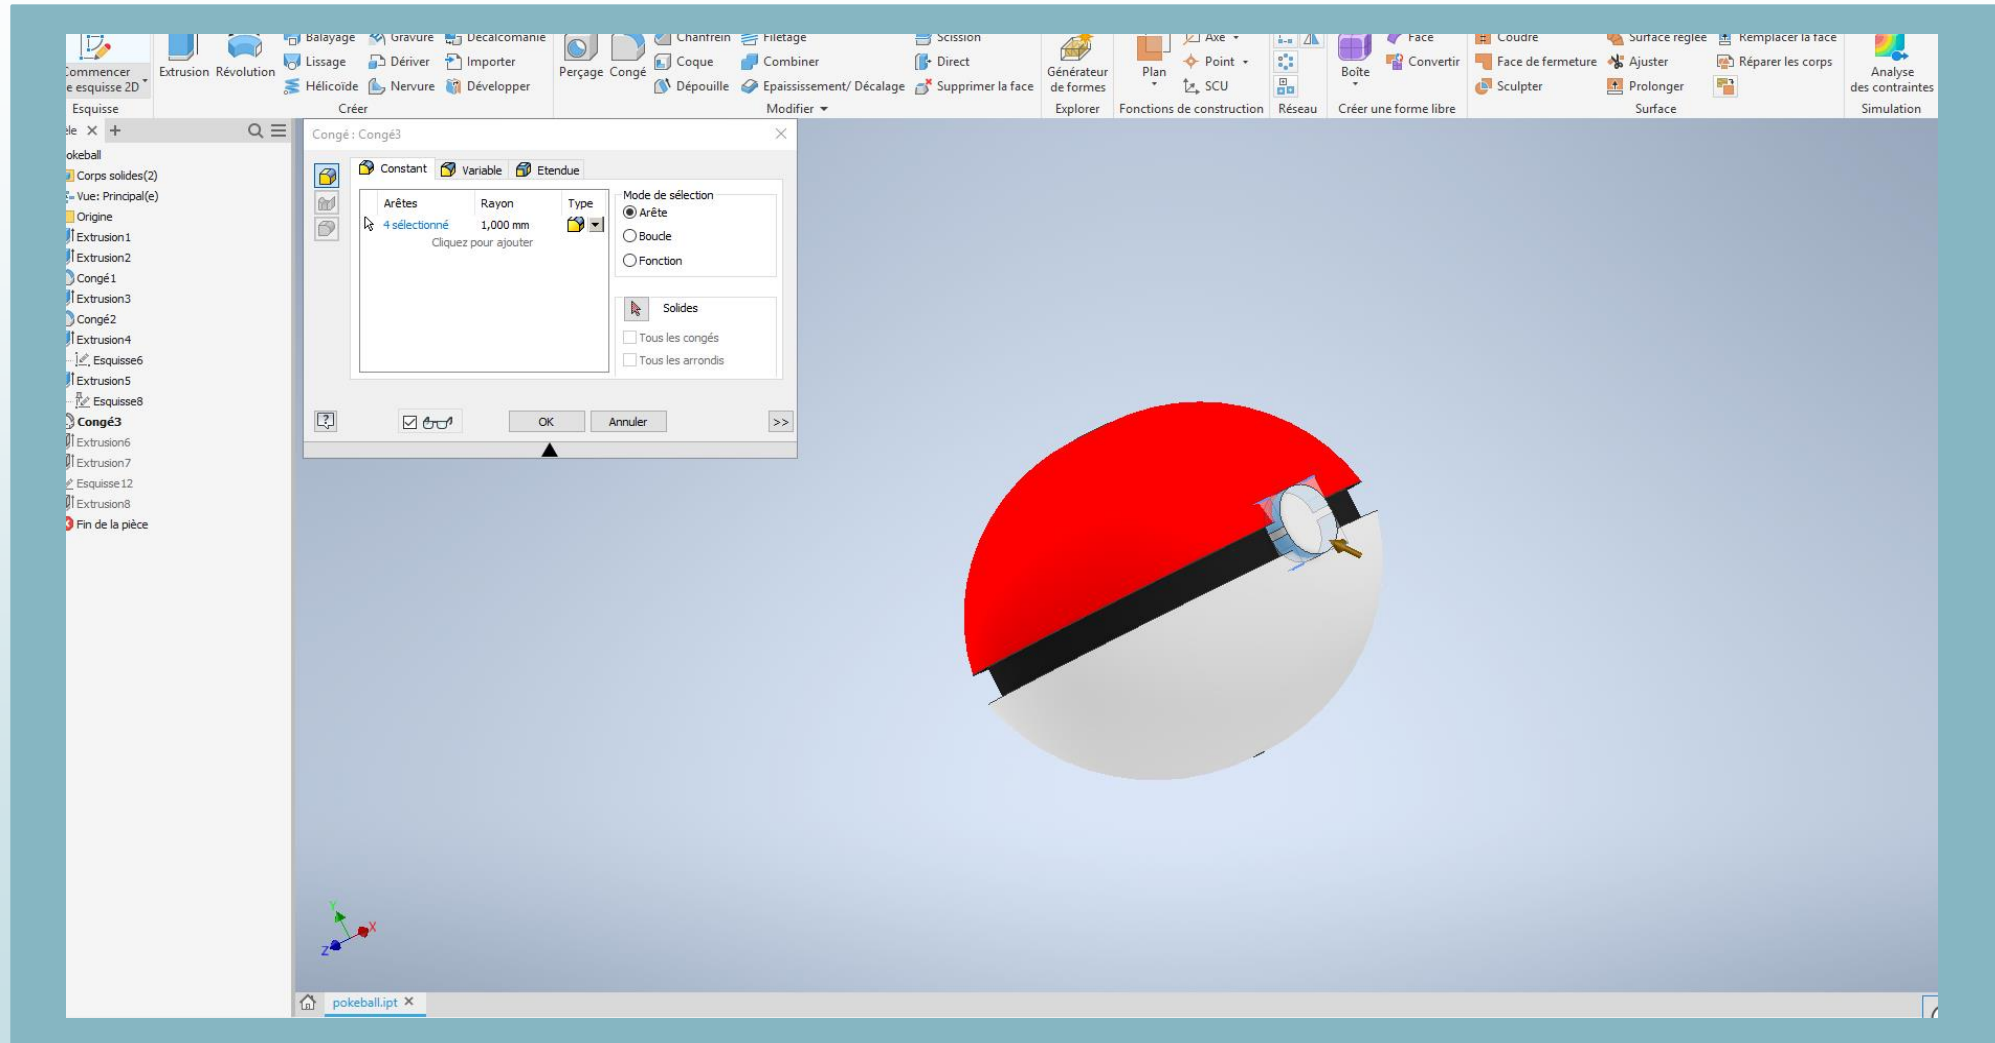 Balayage Gravure Décalcomanie Chanfrein Filetage Scission Axe Face Coudre Surface réglée Remplacer la face
Lissage Dériver Importer Coque Combiner Direct Point Convertir Face de fermeture Ajuster Réparer les corps
Commencer Extrusion Révolution Perçage Congé Générateur Plan Boîte Analyse
e esquisse 2D Hélicoïde Nervure Développer Dépouille Epaississement/ Décalage Supprimer la face de formes SCU Sculpter Prolonger des contraintes
Esquisse Créer Modifier Explorer Fonctions de construction Réseau Créer une forme libre Surface Simulation
èle × +
okeball
Corps solides(2)
Vue: Principal(e)
Origine
Extrusion1
Extrusion2
Congé1
Extrusion3
Congé2
Extrusion4
Esquisse6
Extrusion5
Esquisse8
Congé3
Extrusion6
Extrusion7
Esquisse12
Extrusion8
Fin de la pièce
Congé : Congé3
Constant Variable Etendue
Arêtes Rayon Type
4 sélectionné 1,000 mm
Cliquez pour ajouter
Mode de sélection
Arête
Boucle
Fonction
Solides
Tous les congés
Tous les arrondis
? OK Annuler >>
Y
X
Z
pokeball.ipt ×